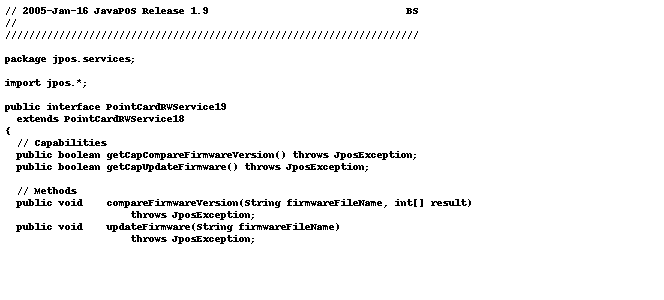 // 2005-Jan-16 JavaPOS Release 1.9                                 BS
//
/////////////////////////////////////////////////////////////////////

package jpos.services;

import jpos.*;

public interface PointCardRWService19
  extends PointCardRWService18
{
  // Capabilities
  public boolean getCapCompareFirmwareVersion() throws JposException;
  public boolean getCapUpdateFirmware() throws JposException;

  // Methods
  public void    compareFirmwareVersion(String firmwareFileName, int[] result)
                     throws JposException;
  public void    updateFirmware(String firmwareFileName)
                     throws JposException;